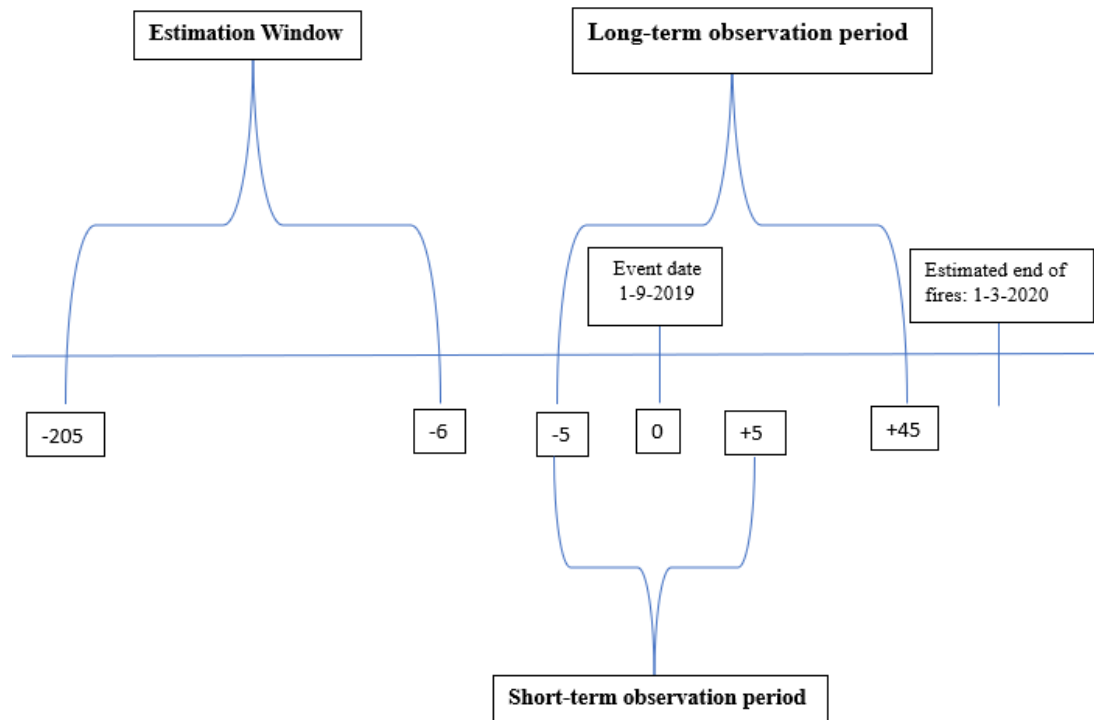 Estimation Window
Long-term observation period
Event date
1-9-2019
Estimated end of
fires: 1-3-2020
-205
-6
-5
0
+5
+45
Short-term observation period